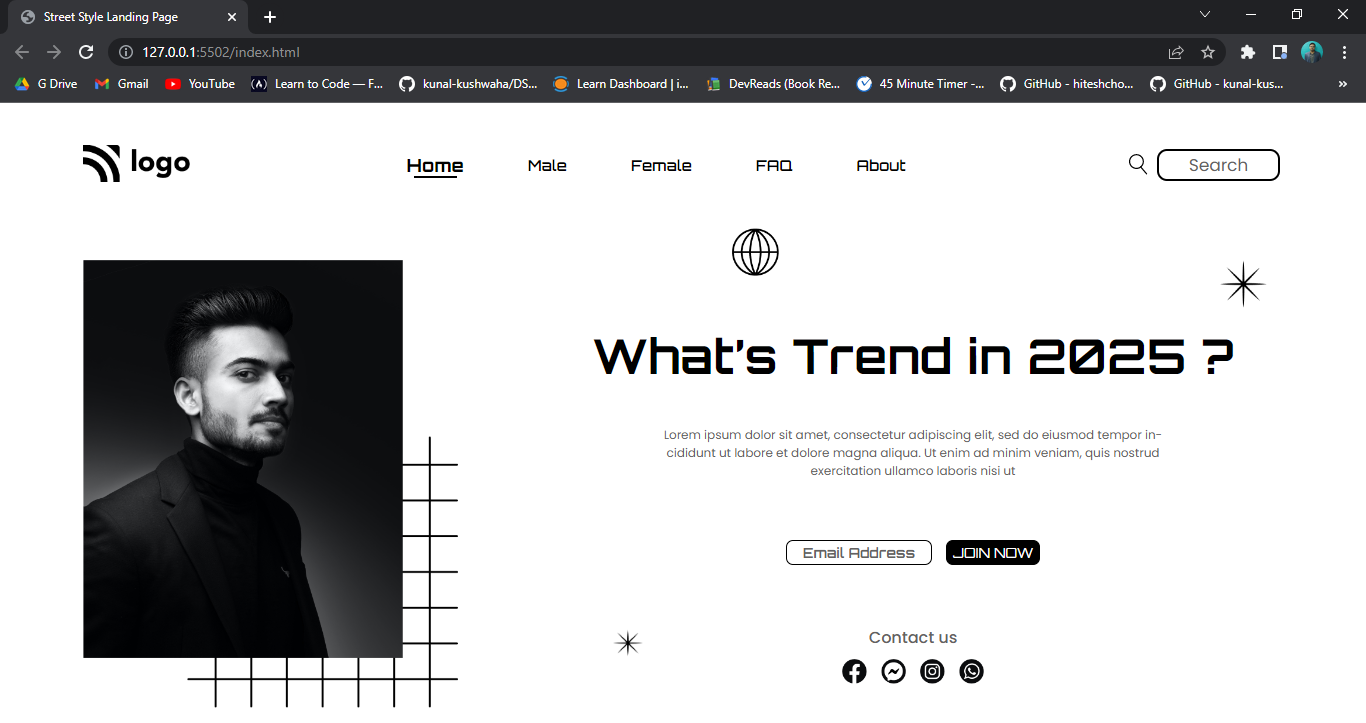 Street Style Landing Page
127.0.0.1:5502/index.html
G Drive
Gmail
YouTube
Learn to Code — F...
kunal-kushwaha/DS...
Learn Dashboard | i...
DevReads (Book Re...
45 Minute Timer -...
GitHub - hiteshcho...
GitHub - kunal-kus...
logo
Home
Male
Female
FAQ
About
Search
What's Trend in 2025 ?
Lorem ipsum dolor sit amet, consectetur adipiscing elit, sed do eiusmod tempor in-
cididunt ut labore et dolore magna aliqua. Ut enim ad minim veniam, quis nostrud
exercitation ullamco laboris nisi ut
Email Address
JOIN NOW
Contact us